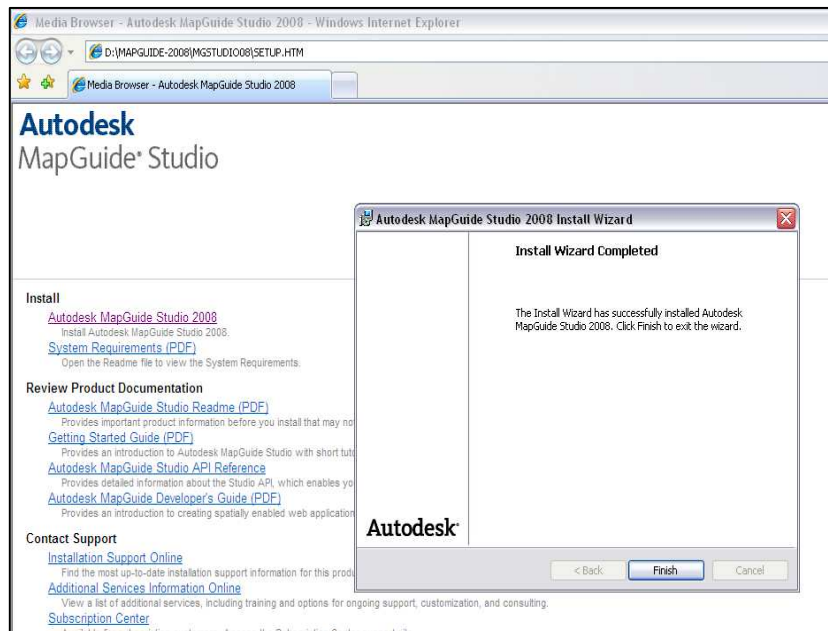 Media Browser - Autodesk MapGuide Studio 2008 - Windows Internet Explorer
D:\MAPGUIDE-2008\MGSTUDIO08\SETUP.HTM
Media Browser - Autodesk MapGuide Studio 2008
Autodesk
MapGuide® Studio
Install
Autodesk MapGuide Studio 2008
Install Autodesk MapGuide Studio 2008.
System Requirements (PDF)
Open the Readme file to view the System Requirements.
Review Product Documentation
Autodesk MapGuide Studio Readme (PDF)
Provides important product information before you install that may
Getting Started Guide (PDF)
Provides an introduction to Autodesk MapGuide Studio with short
Autodesk MapGuide Studio API Reference
Provides detailed information about the Studio API, which enables
Autodesk MapGuide Developer's Guide (PDF)
Provides an introduction to creating spatially enabled web application
Contact Support
Installation Support Online
Find the most up-to-date installation support information for this
Additional Services Information Online
View a list of additional services, including training and options for ongoing support, customization, and consulting.
Subscription Center
Autodesk MapGuide Studio 2008 Install Wizard
Install Wizard Completed
The Install Wizard has successfully installed Autodesk
MapGuide Studio 2008. Click Finish to exit the wizard.
Autodesk®
< Back
Finish
Cancel